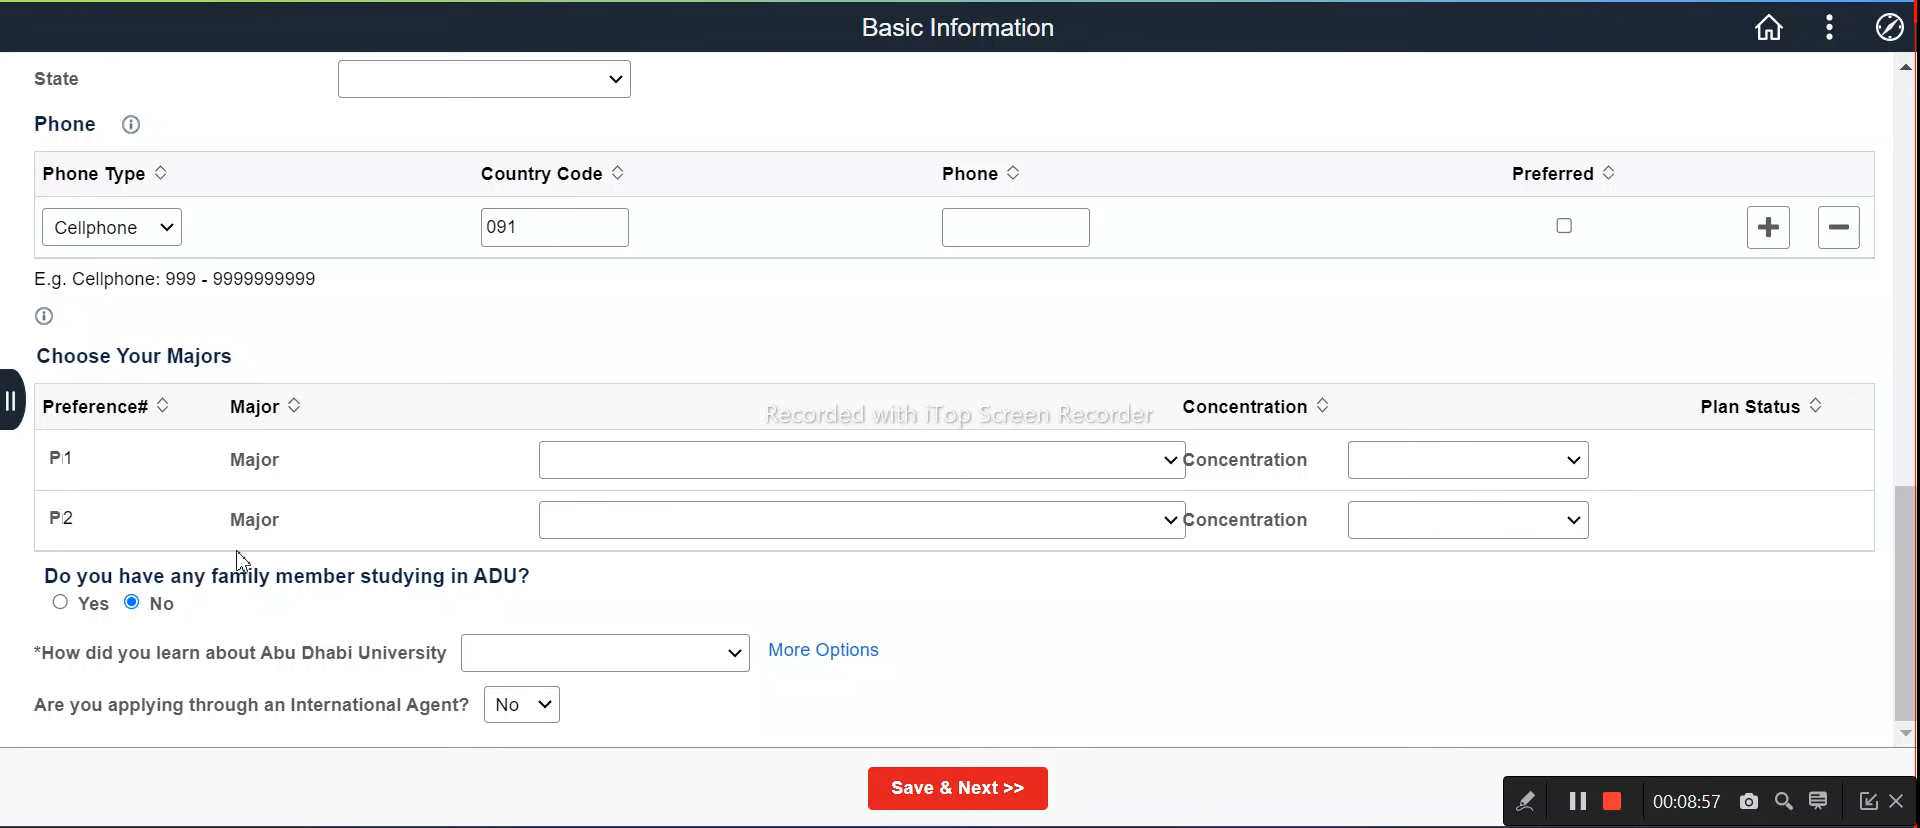 Basic Information
State
Phone
Phone Type Country Code Phone Preferred
Cellphone 091
E.g. Cellphone: 999 - 9999999999
Choose Your Majors
Preference# Major Concentration Plan Status
Recorded with iTop Screen Recorder
P1 Major Concentration
P2 Major Concentration
Do you have any family member studying in ADU?
Yes No
*How did you learn about Abu Dhabi University More Options
Are you applying through an International Agent? No
Save & Next >>
00:08:57